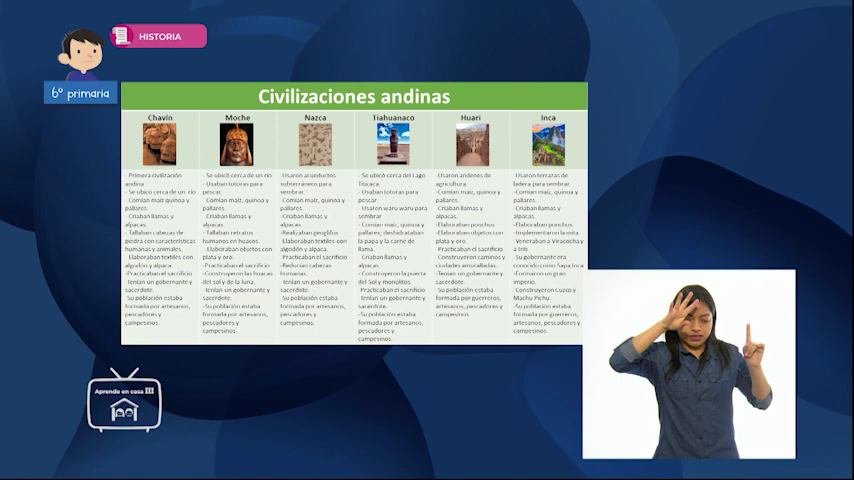 HISTORIA
6º primaria
Civilizaciones andinas
Chavín
Moche
Nazca
Tiahuanaco
Huari
Inca
- Primera civilización
andina
- Se ubicó cerca de un río
- Comían maíz quinoa y
pallares.
- Criaban llamas y
alpacas.
- Tallaban cabezas de
piedra con características
humanas y animales.
- Elaboraban textiles con
algodón y alpaca.
-Practicaban el sacrificio
- Tenían un gobernante y
sacerdote.
- Su población estaba
formada por artesanos,
pescadores y
campesinos.
- Se ubicó cerca de un río
- Usaban totoras para
pescar.
- Comían maíz, quinoa y
pallares.
- Criaban llamas y
alpacas.
- Tallaban retratos
humanos en huacos.
- Elaboraban objetos con
plata y oro.
-Practicaban el sacrificio
-Construyeron las huacas
del sol y de la luna.
-Tenían un gobernante y
sacerdote.
-Su población estaba
formada por artesanos,
pescadores y
campesinos.
-Usaron acueductos
subterráneos para
sembrar.
-Comían maíz, quinoa y
pallares.
-Criaban llamas y
alpacas.
-Realizaban geoglifos
-Elaboraban textiles con
algodón y alpaca.
-Practicaban el sacrificio
-Reducían cabezas
humanas.
-Tenían un gobernante y
sacerdote
-Su población estaba
formada por artesanos,
pescadores y
campesinos.
- Se ubicó cerca del Lago
Titicaca.
- Usaban totoras para
pescar
- Usaron waru waru para
sembrar
- Comían maíz, quinoa y
pallares; deshidrataban
la papa y la carne de
llama.
- Criaban llamas y
alpacas.
- Construyeron la puerta
del Sol y monolitos
-Practicaban el sacrificio
-Tenían un gobernante y
sacerdote.
-Su población estaba
formada por artesanos,
pescadores y
campesinos.
-Usaron andenes de
agricultura
-Comían maíz, quinoa y
pallares.
-Criaban llamas y
alpacas.
-Elaboraban ponchos
-Elaboraban objetos con
plata y oro.
-Practicaban el sacrificio
-Construyeron caminos y
ciudades amuralladas.
-Tenían un gobernante y
sacerdote.
-Su población estaba
formada por guerreros,
artesanos, pescadores y
campesinos.
-Usaron terrazas de
ladera para sembrar.
-Comían maíz, quinoa y
pallares.
-Criaban llamas y
alpacas.
-Elaboraban ponchos
-Implementaron la mita.
-Veneraban a Viracocha y
a Inti
-Su gobernante era
conocido como Sapa Inca
-Formaron un gran
imperio.
-Construyeron Cuzco y
Machu Pichu.
-Su población estaba
formada por guerreros,
artesanos, pescadores y
campesinos
Aprende en casa III